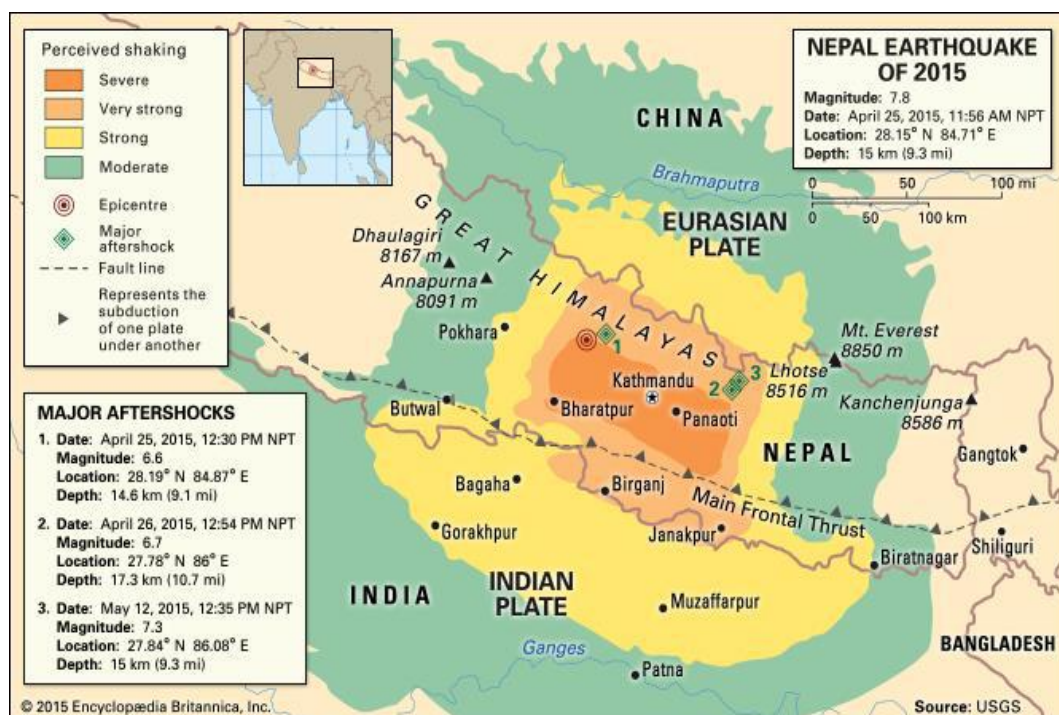 Perceived shaking
Severe
Very strong
Strong
Moderate
Epicentre
Major
aftershock
Fault line
Represents the
subduction
of one plate
under another
NEPAL EARTHQUAKE
OF 2015
Magnitude: 7.8
Date: April 25, 2015, 11:56 AM NPT
Location: 28.15° N 84.71° E
Depth: 15 km (9.3 mi)
0 50 100 mi
0 50 100 km
CHINA
Brahmaputra
EURASIAN
PLATE
GREAT HIMALAYAS
Dhaulagiri
8167 m
Annapurna
8091 m
Pokhara
1
Mt. Everest
8850 m
3
2
Lhotse
8516 m
Kathmandu
Kanchenjunga
8586 m
Butwal
Bharatpur
Panaoti
NEPAL
Gangtok
Bagaha
Birganj
Main Frontal Thrust
Gorakhpur
Janakpur
Shiliguri
Biratnagar
INDIA
INDIAN
PLATE
Muzaffarpur
BANGLADESH
Ganges
Patna
MAJOR AFTERSHOCKS
1. Date: April 25, 2015, 12:30 PM NPT
Magnitude: 6.6
Location: 28.19° N 84.87° E
Depth: 14.6 km (9.1 mi)
2. Date: April 26, 2015, 12:54 PM NPT
Magnitude: 6.7
Location: 27.78° N 86° E
Depth: 17.3 km (10.7 mi)
3. Date: May 12, 2015, 12:35 PM NPT
Magnitude: 7.3
Location: 27.84° N 86.08° E
Depth: 15 km (9.3 mi)
© 2015 Encyclopædia Britannica, Inc.
Source: USGS